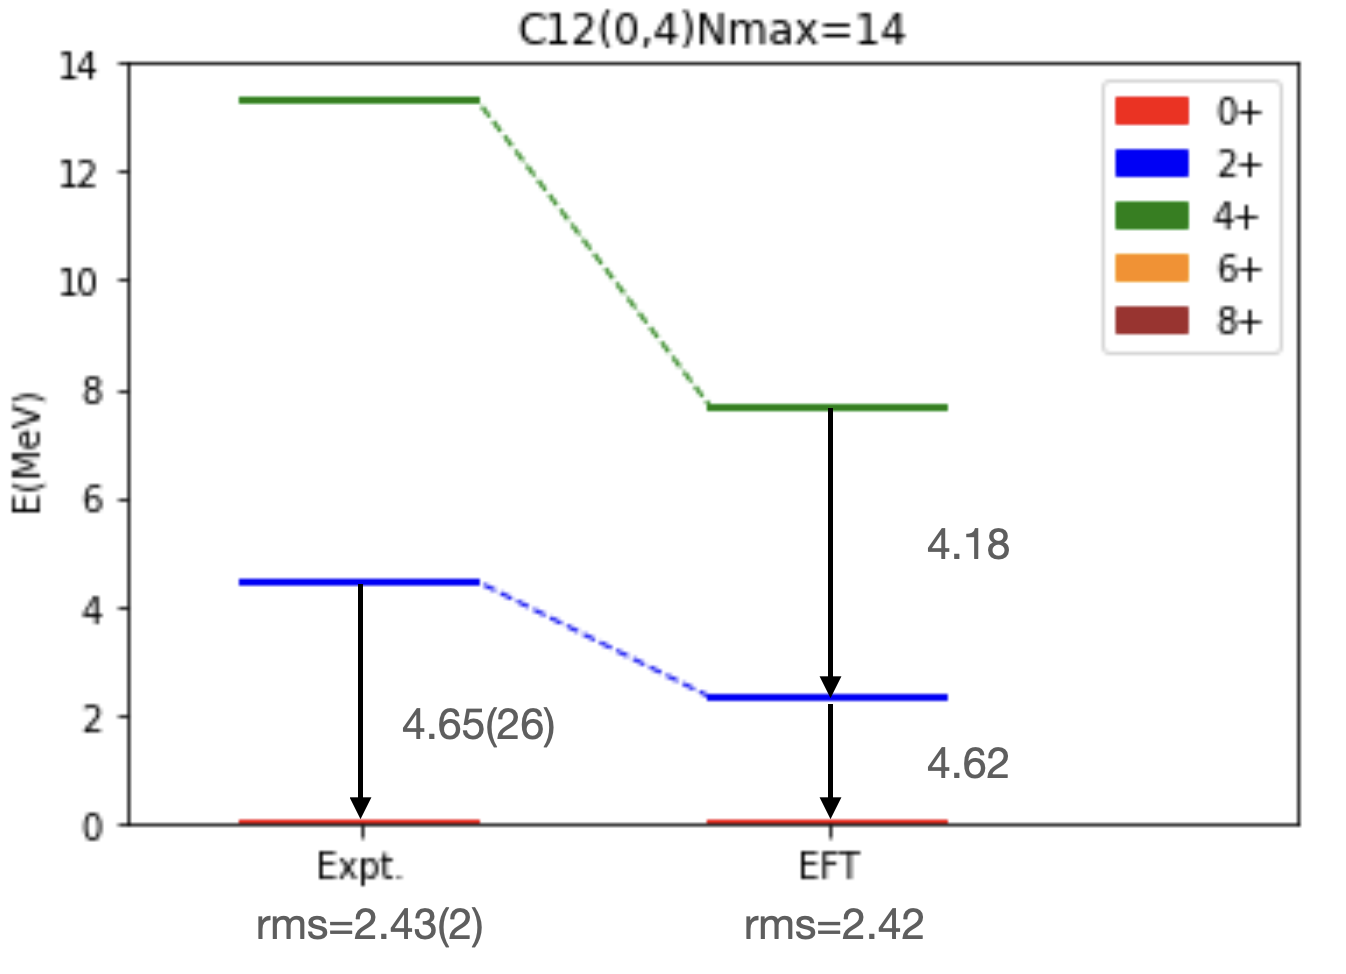 C12(0,4)Nmax=14
14
12
10
8
6
4
2
0
E(MeV)
0+
2+
4+
6+
8+
4.18
4.65(26)
4.62
Expt.
EFT
rms=2.43(2)
rms=2.42